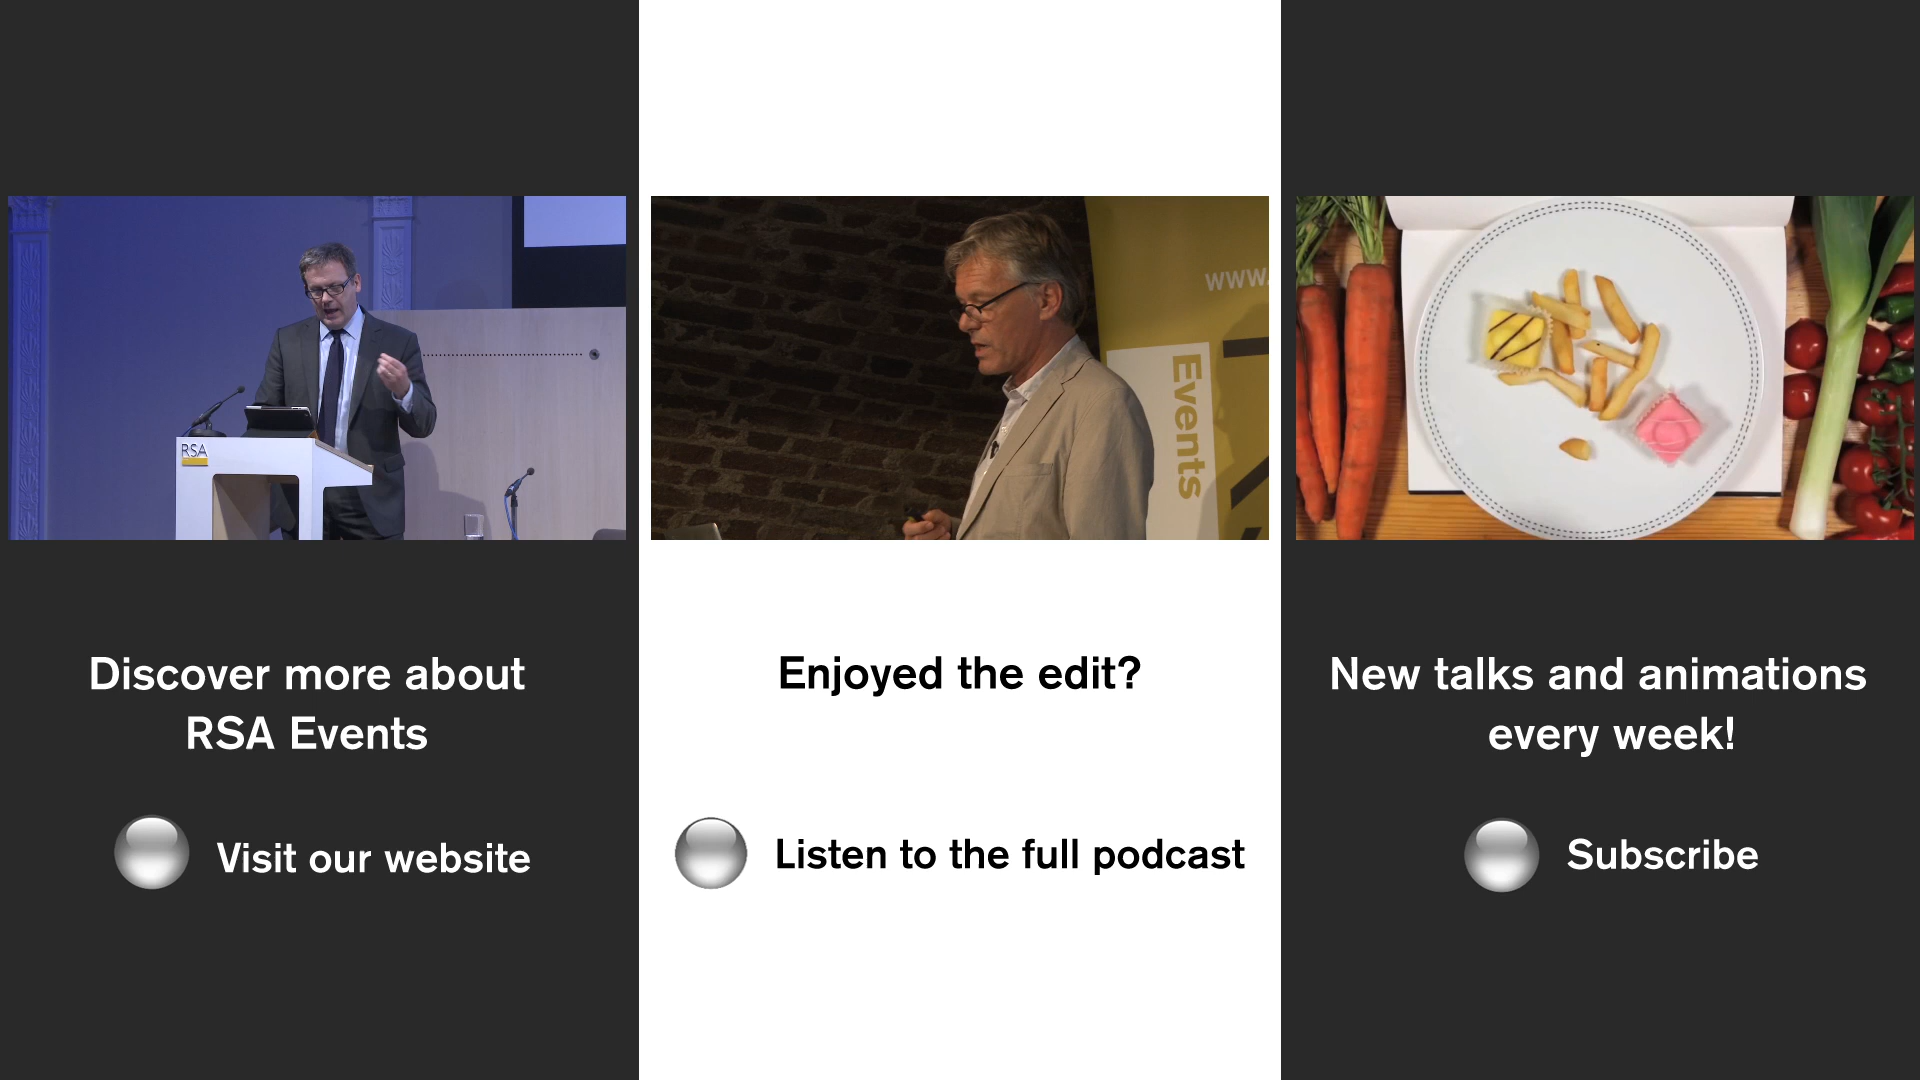 RSA
www.
Events
Discover more about
RSA Events
Visit our website
Enjoyed the edit?
Listen to the full podcast
New talks and animations
every week!
Subscribe